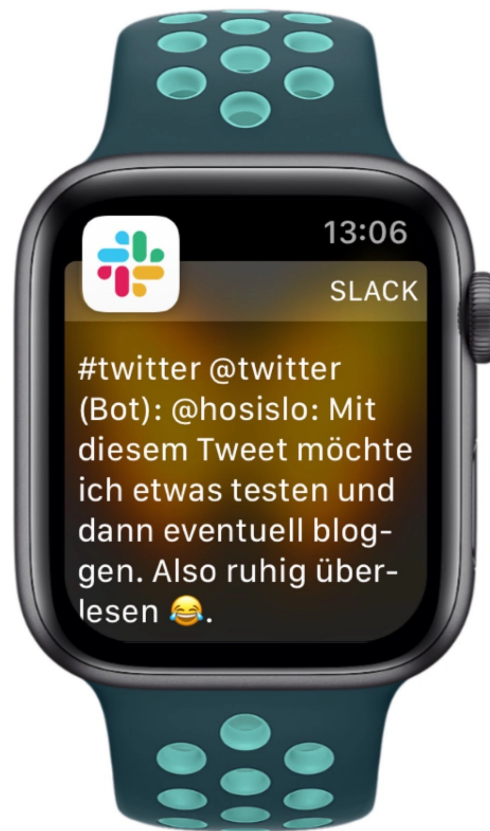 13:06
SLACK
#twitter @twitter
(Bot): @hosislo: Mit
diesem Tweet möchte
ich etwas testen und
dann eventuell blog-
gen. Also ruhig über-
lesen 😂.